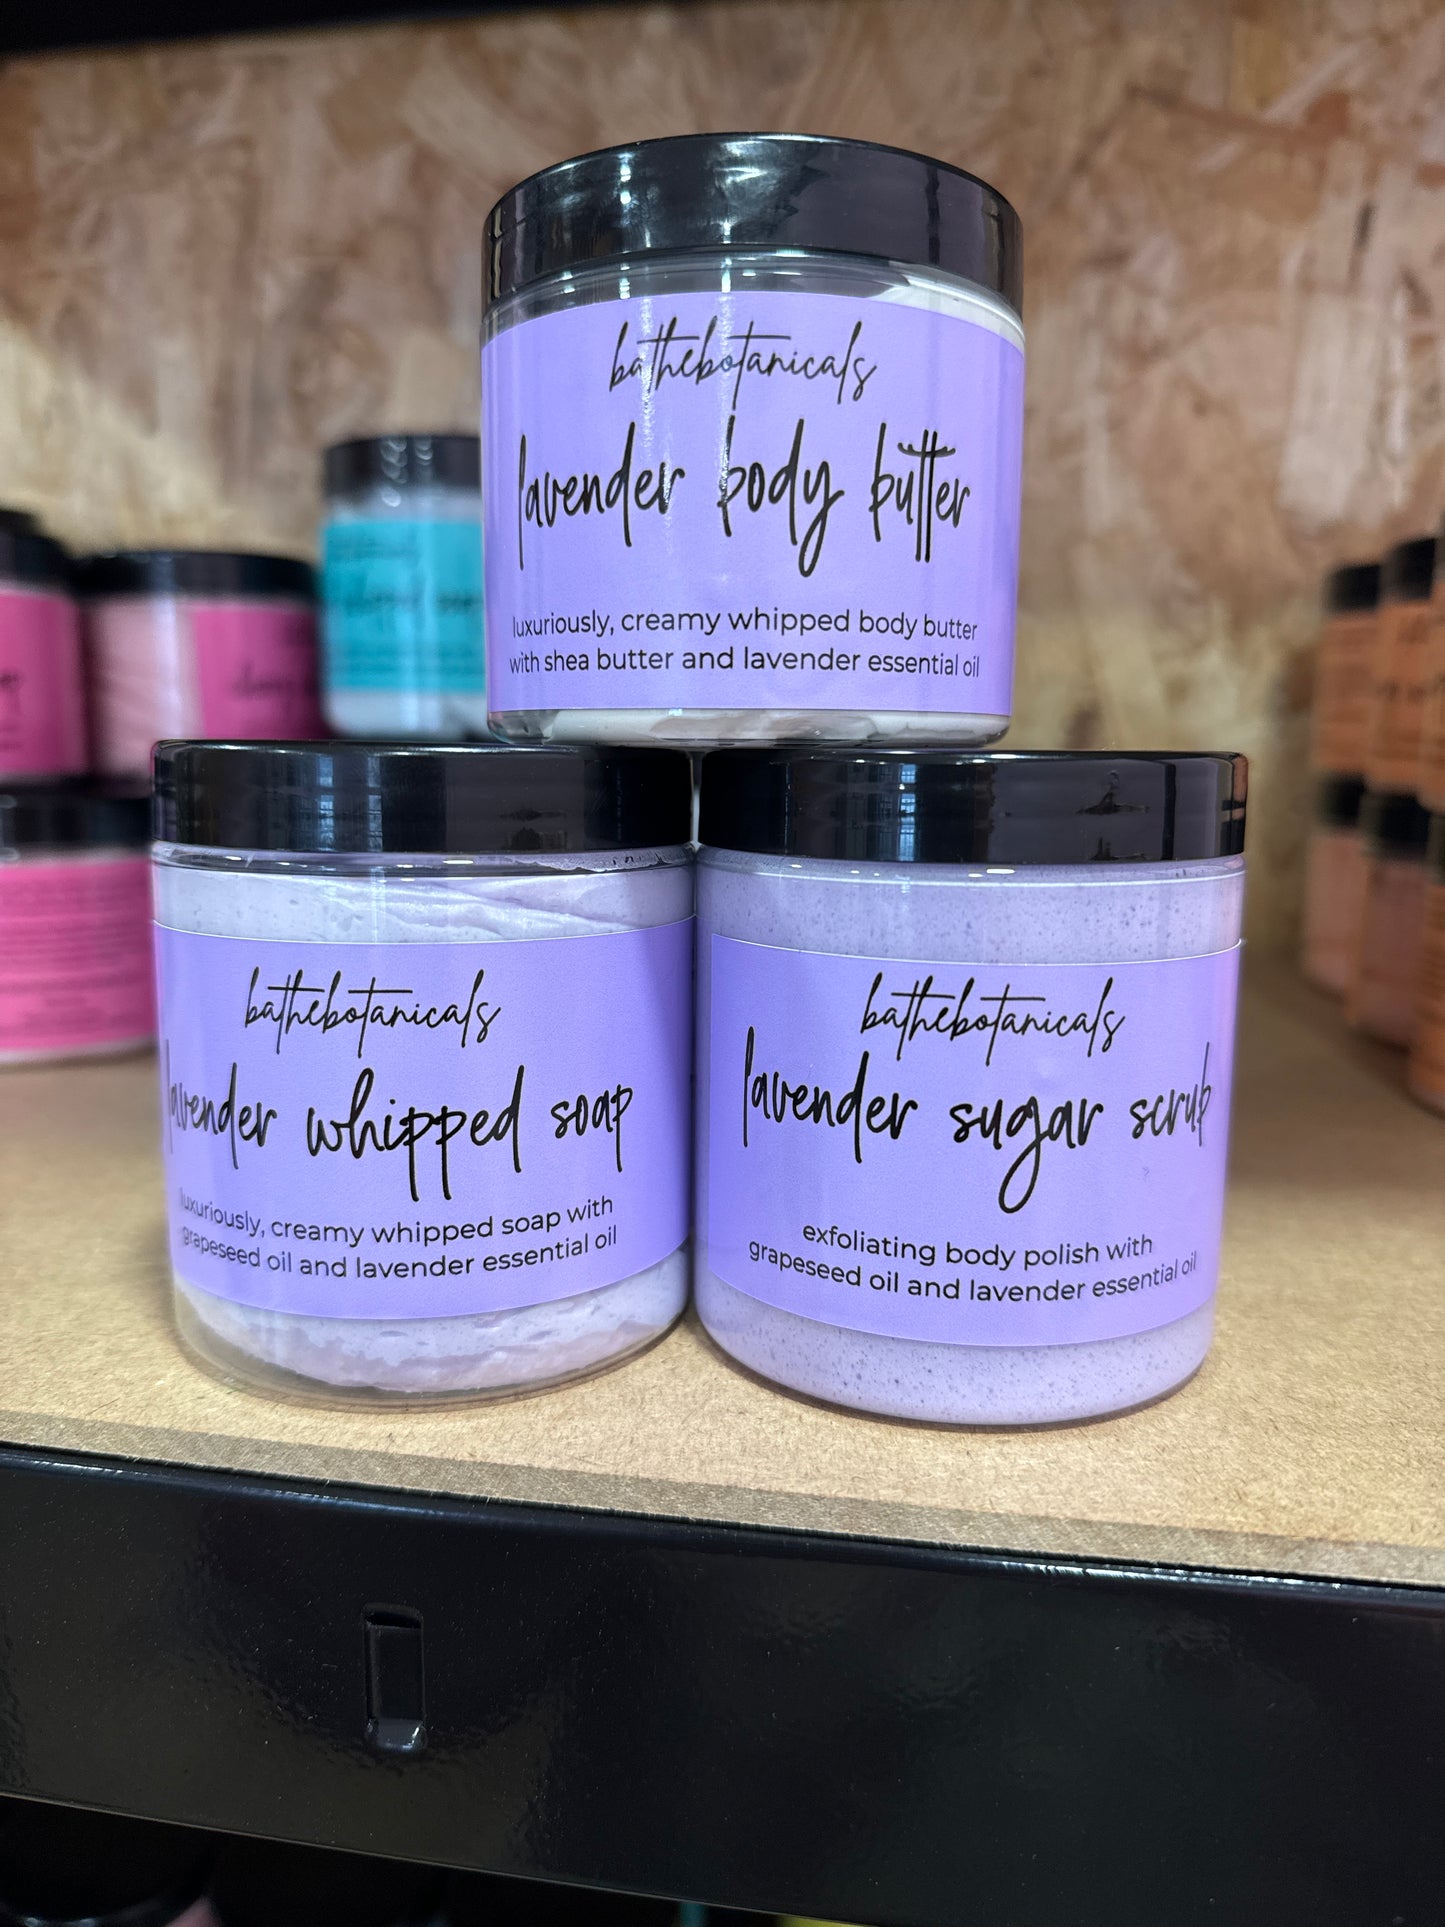 bathebotanicals
lavender body butter
luxuriously, creamy whipped body butter
with shea butter and lavender essential oil
bathebotanicals
lavender whipped soap
luxuriously, creamy whipped soap with
grapeseed oil and lavender essential oil
bathebotanicals
lavender sugar scrub
exfoliating body polish with
grapeseed oil and lavender essential oil